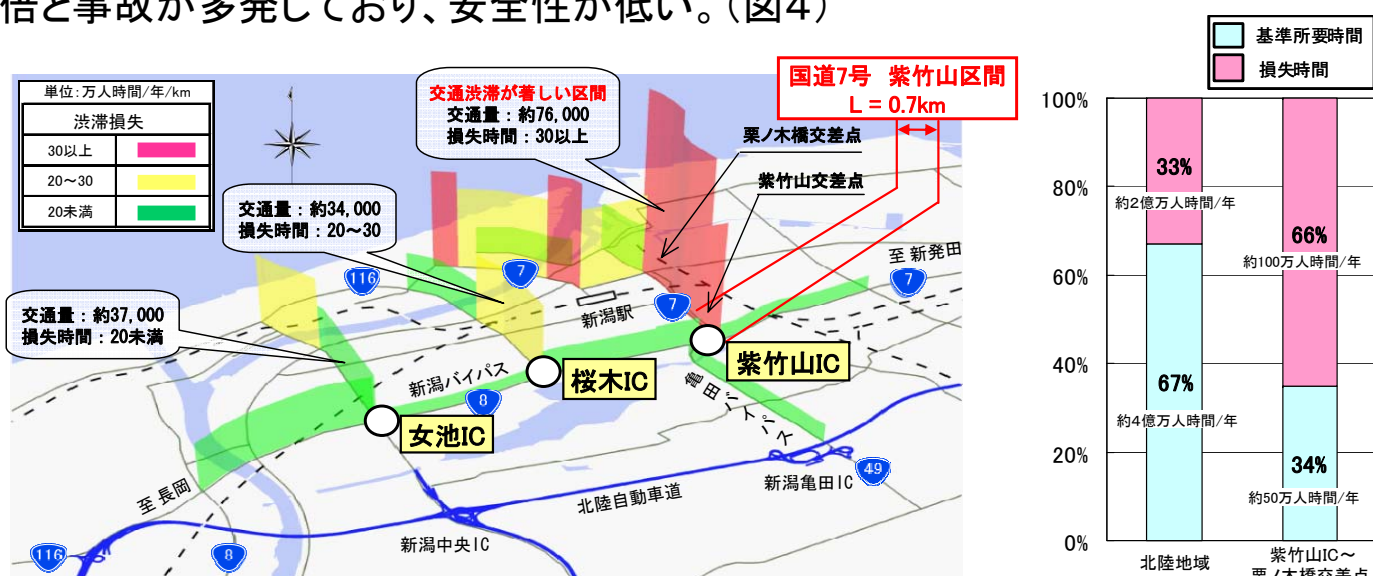 倍と事故が多発しており、安全性が低い。（図４）
単位:万人時間/年/km
渋滞損失
30以上
20～30
20未満
交通渋滞が著しい区間
交通量：約76,000
損失時間：30以上
国道7号 紫竹山区間
L = 0.7km
栗ノ木橋交差点
紫竹山交差点
交通量：約34,000
損失時間：20～30
交通量：約37,000
損失時間：20未満
116
7
7
7
至 新発田
新潟駅
新潟バイパス
8
亀田バイパス
紫竹山IC
桜木IC
女池IC
至 長岡
北陸自動車道
新潟亀田IC
49
新潟中央IC
116
8
基準所要時間
損失時間
100%
80%
60%
40%
20%
0%
33%
約2億万人時間/年
67%
約4億万人時間/年
66%
約100万人時間/年
34%
約50万人時間/年
北陸地域
紫竹山IC～
栗ノ木橋交差点